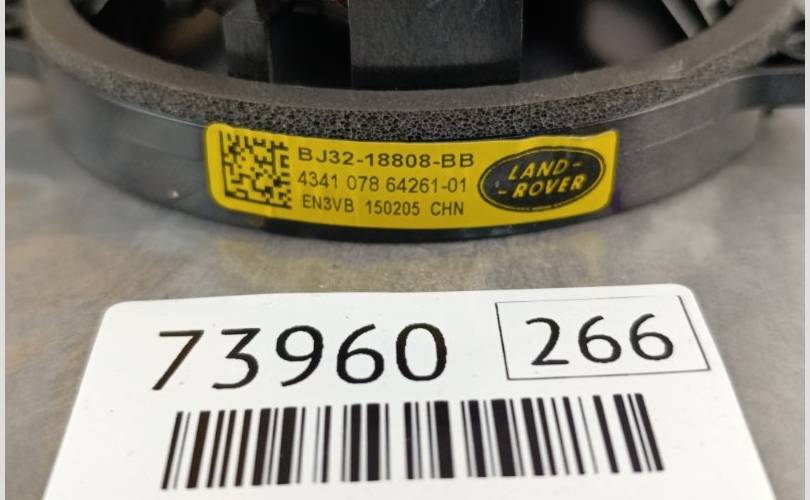 BJ32-18808-BB
4341 078 64261-01
EN3VB 150205 CHN
LAND-
-ROVER
73960 266